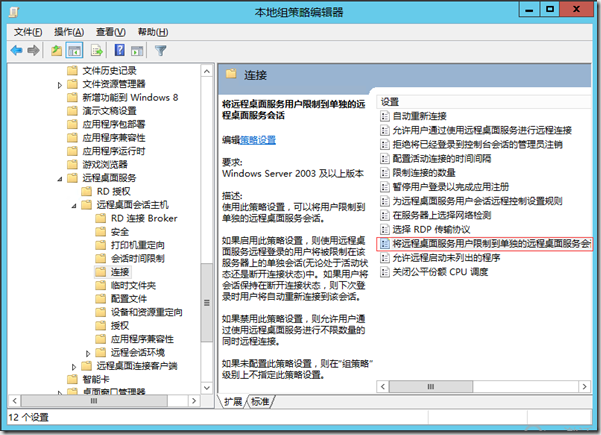 本地组策略编辑器
文件(F) 操作(A) 查看(V) 帮助(H)
文件历史记录
文件资源管理器
新增功能到 Windows 8
演示文稿设置
应用程序包部署
应用程序兼容性
应用程序运行时
游戏浏览器
远程桌面服务
RD 授权
远程桌面会话主机
RD 连接 Broker
安全
打印机重定向
会话时间限制
连接
临时文件夹
配置文件
设备和资源重定向
授权
应用程序兼容性
远程会话环境
远程桌面连接客户端
智能卡
桌面窗口管理器
连接
将远程桌面服务用户限制到单独的远
程桌面服务会话
编辑策略设置
要求:
Windows Server 2003 及以上版本
描述:
使用此策略设置，可以将用户限制到
单独的远程桌面服务会话。
如果启用此策略设置，则使用远程桌
面服务远程登录的用户将被限制在该
服务器上的单独会话(无论处于活动状
态还是断开连接状态)中。如果用户将
会话保持在断开连接状态，则下次登
录时用户将自动重新连接到该会话。
如果禁用此策略设置，则允许用户通
过使用远程桌面服务进行不限数量的
同时远程连接。
如果未配置此策略设置，则在“组策略”
级别上不指定此策略设置。
设置
自动重新连接
允许用户通过使用远程桌面服务进行远程连接
拒绝将已经登录到控制台会话的管理员注销
配置活动连接的时间间隔
限制连接的数量
暂停用户登录以完成应用注册
为远程桌面服务用户会话远程控制设置规则
在服务器上选择网络检测
选择 RDP 传输协议
将远程桌面服务用户限制到单独的远程桌面服务会
允许远程启动未列出的程序
关闭公平份额 CPU 调度
扩展 标准
12 个设置